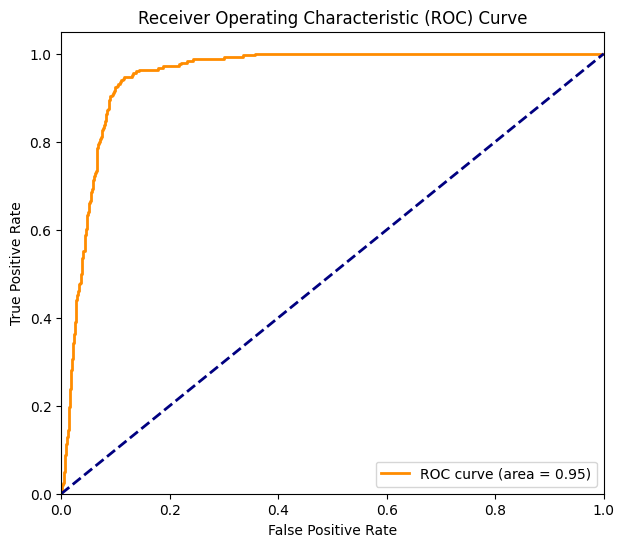 Receiver Operating Characteristic (ROC) Curve
1.0
0.8
0.6
0.4
0.2
0.0
True Positive Rate
ROC curve (area = 0.95)
0.0 0.2 0.4 0.6 0.8 1.0
False Positive Rate